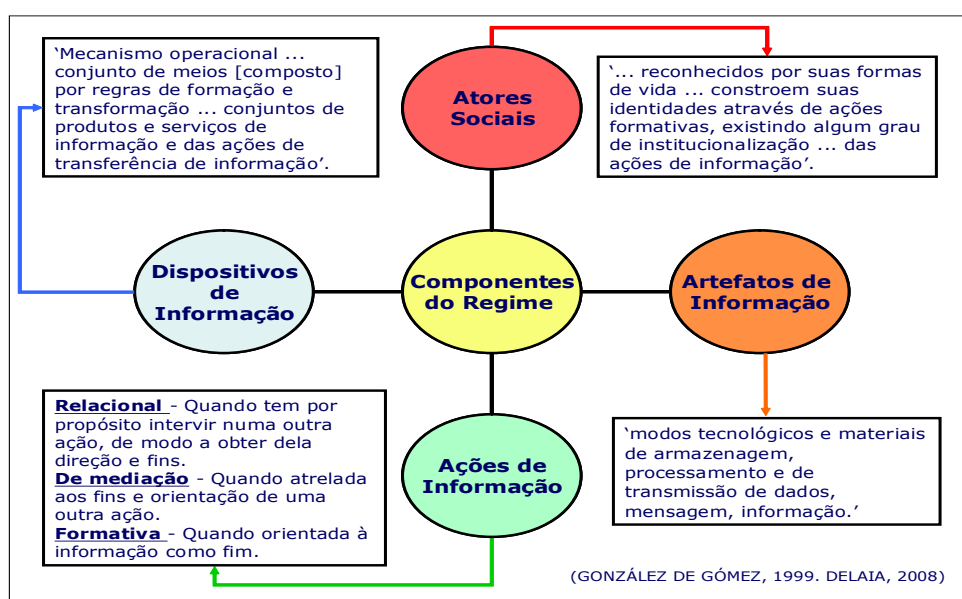 ‘Mecanismo operacional ...
conjunto de meios [composto]
por regras de formação e
transformação ... conjuntos de
produtos e serviços de
informação e das ações de
transferência de informação’.
Atores
Sociais
‘... reconhecidos por suas formas
de vida ... constroem suas
identidades através de ações
formativas, existindo algum grau
de institucionalização ... das
ações de informação’.
Dispositivos
de
Informação
Componentes
do Regime
Artefatos de
Informação
Relacional - Quando tem por
propósito intervir numa outra
ação, de modo a obter dela
direção e fins.
De mediação - Quando atrelada
aos fins e orientação de uma
outra ação.
Formativa - Quando orientada à
informação como fim.
Ações de
Informação
‘modos tecnológicos e materiais
de armazenagem,
processamento e de
transmissão de dados,
mensagem, informação.’
(GONZÁLEZ DE GÓMEZ, 1999. DELAIA, 2008)